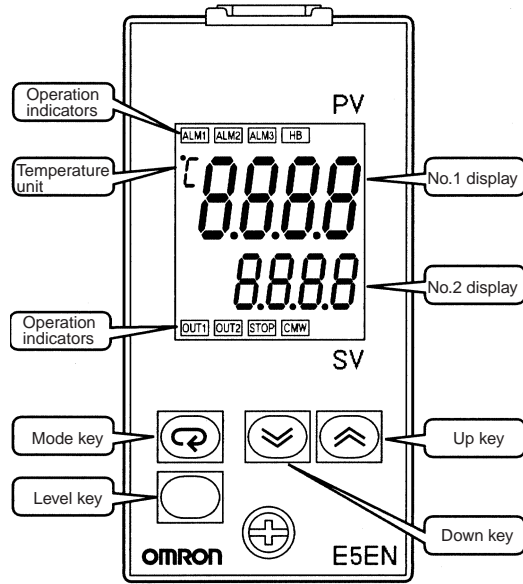 Operation
indicators
PV
ALM1 ALM2 ALM3 HB
Temperature
unit
°C
8.8.8.8
No.1 display
8.8.8.8
No.2 display
Operation
indicators
OUT1 OUT2 STOP CMW
SV
Mode key
Up key
Level key
Down key
OMRON
E5EN